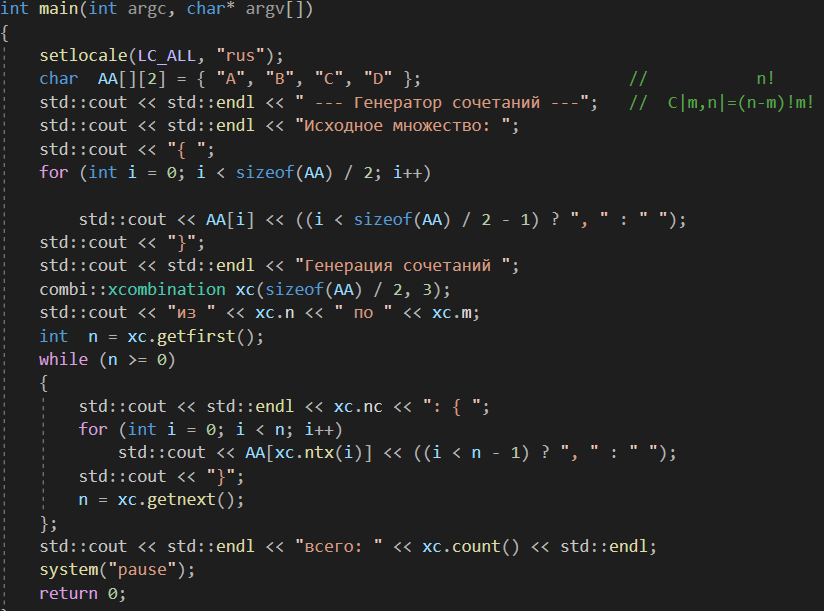 int main(int argc, char* argv[])
{
    setlocale(LC_ALL, "rus");
    char  AA[][2] = { "A", "B", "C", "D" };                     //           n!
    std::cout << std::endl << " --- Генератор сочетаний ---";   //  C|m,n|=(n-m)!m!
    std::cout << std::endl << "Исходное множество: ";
    std::cout << "{ ";
    for (int i = 0; i < sizeof(AA) / 2; i++)

        std::cout << AA[i] << ((i < sizeof(AA) / 2 - 1) ? ", " : " ");
    std::cout << "}";
    std::cout << std::endl << "Генерация сочетаний ";
    combi::xcombination xc(sizeof(AA) / 2, 3);
    std::cout << "из " << xc.n << " по " << xc.m;
    int  n = xc.getfirst();
    while (n >= 0)
    {
        std::cout << std::endl << xc.nc << ": { ";
        for (int i = 0; i < n; i++)
            std::cout << AA[xc.ntx(i)] << ((i < n - 1) ? ", " : " ");
        std::cout << "}";
        n = xc.getnext();
    };
    std::cout << std::endl << "всего: " << xc.count() << std::endl;
    system("pause");
    return 0;